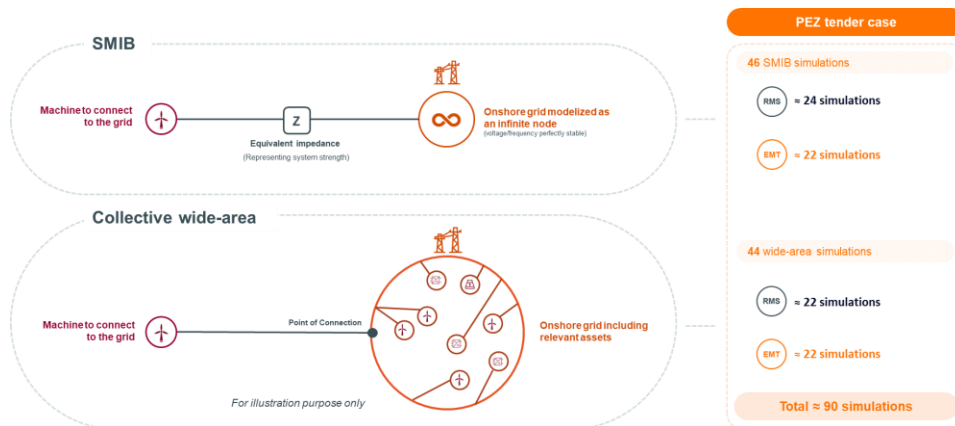 SMIB
Machine to connect
to the grid
Z
Equivalent impedance
(Representing system strength)
Onshore grid modelized as
an infinite node
(voltage/frequency perfectly stable)
Collective wide-area
Machine to connect
to the grid
Point of Connection
Onshore grid including
relevant assets
For illustration purpose only
PEZ tender case
46 SMIB simulations
RMS ≈ 24 simulations
EMT ≈ 22 simulations
44 wide-area simulations
RMS ≈ 22 simulations
EMT ≈ 22 simulations
Total ≈ 90 simulations